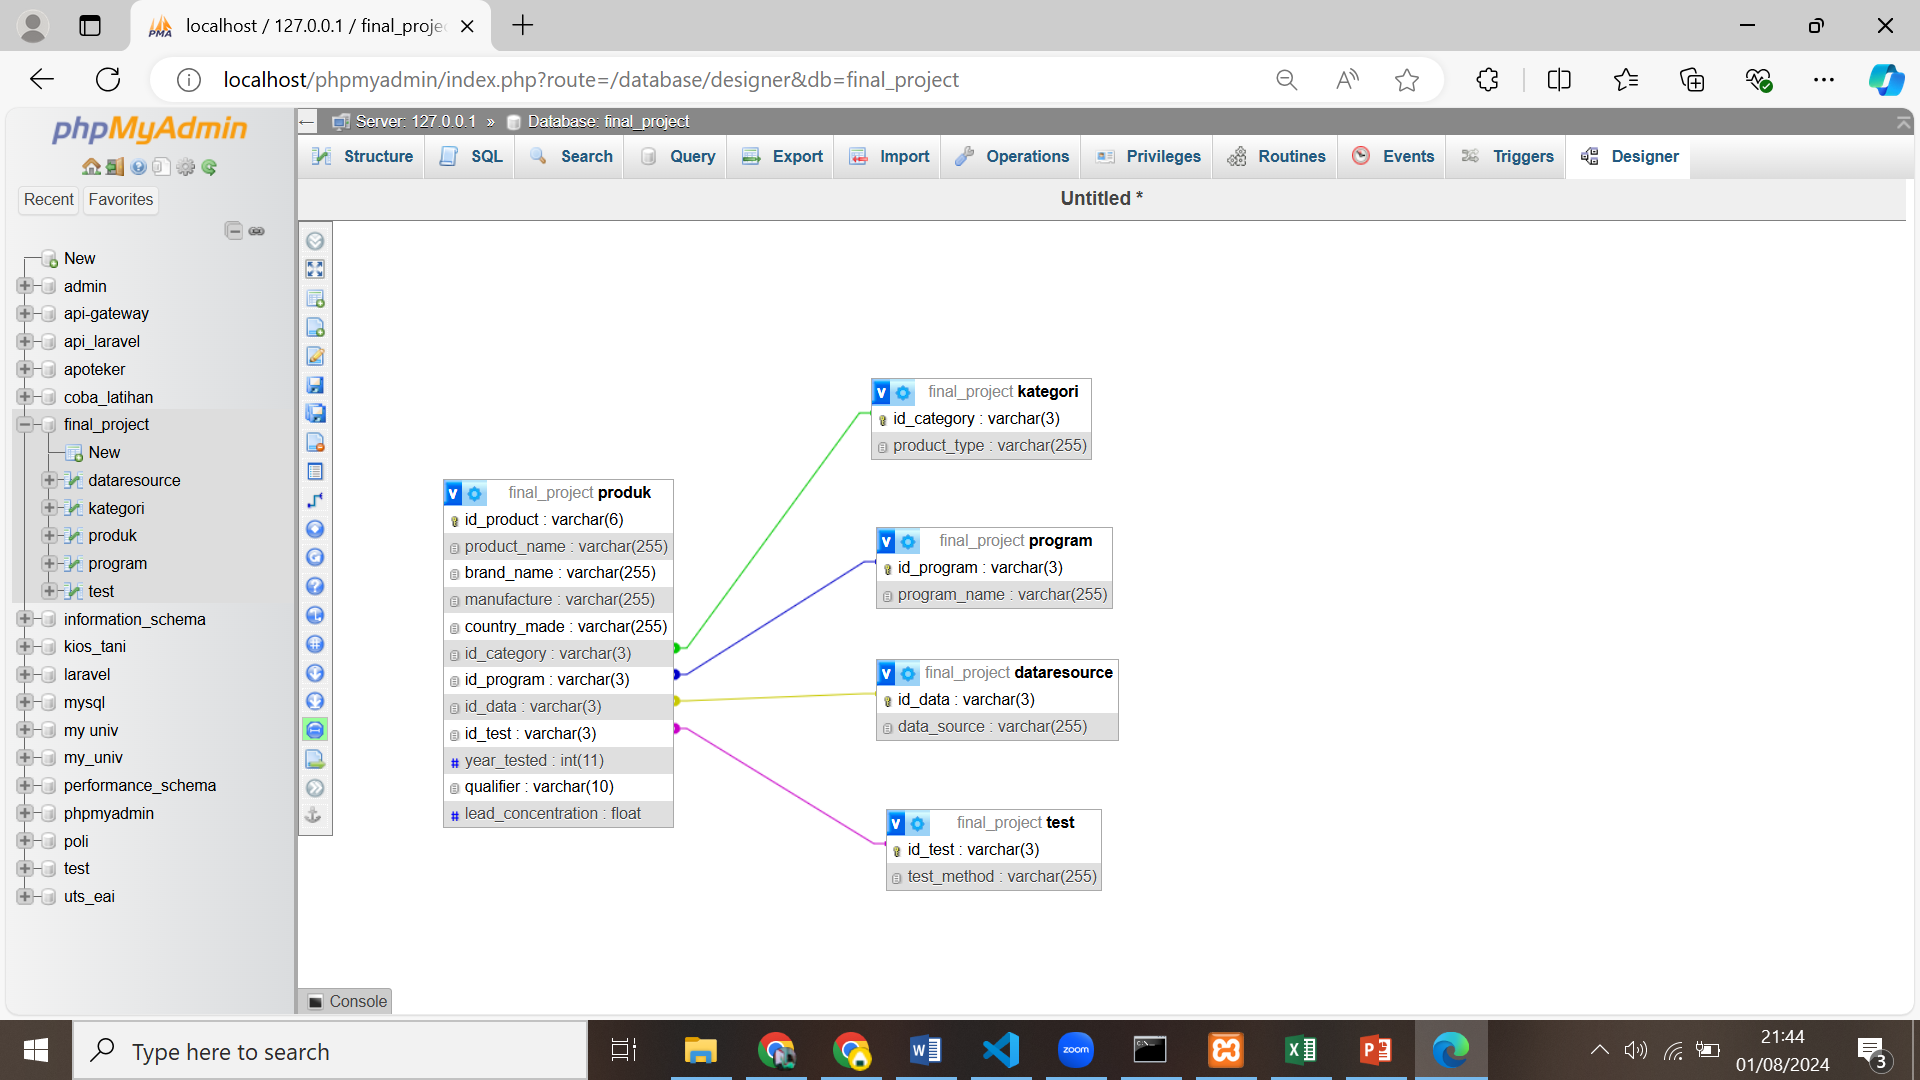 localhost / 127.0.0.1 / final_proje
localhost/phpmyadmin/index.php?route=/database/designer&db=final_project
phpMyAdmin
Recent
Favorites
New
admin
api-gateway
api_laravel
apoteker
coba_latihan
final_project
New
dataresource
kategori
produk
program
test
information_schema
kios_tani
laravel
mysql
my univ
my_univ
performance_schema
phpmyadmin
poli
test
uts_eai
Server: 127.0.0.1 » Database: final_project
Structure SQL Search Query Export Import Operations Privileges Routines Events Triggers Designer
Untitled *
final_project produk
id_product : varchar(6)
product_name : varchar(255)
brand_name : varchar(255)
manufacture : varchar(255)
country_made : varchar(255)
id_category : varchar(3)
id_program : varchar(3)
id_data : varchar(3)
id_test : varchar(3)
# year_tested : int(11)
qualifier : varchar(10)
# lead_concentration : float
final_project kategori
id_category : varchar(3)
product_type : varchar(255)
final_project program
id_program : varchar(3)
program_name : varchar(255)
final_project dataresource
id_data : varchar(3)
data_source : varchar(255)
final_project test
id_test : varchar(3)
test_method : varchar(255)
Console
Type here to search
zoom
21:44
01/08/2024
3